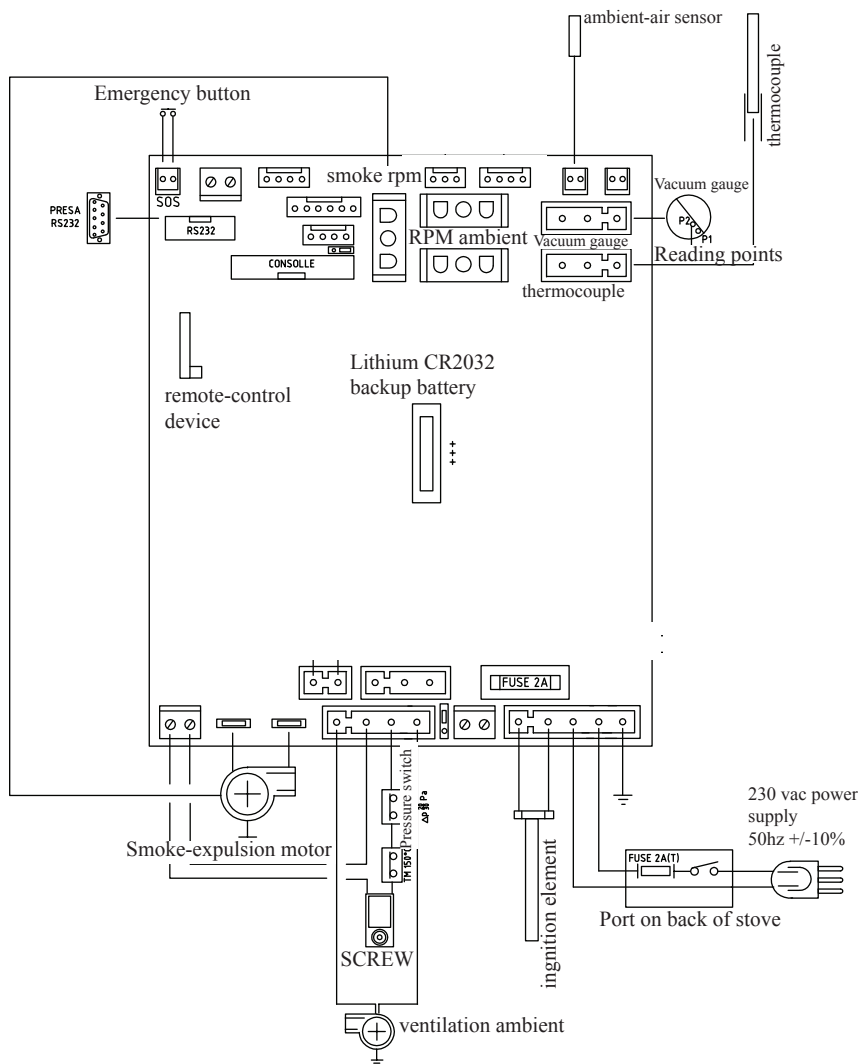 ambient-air sensor
thermocouple
Emergency button
SOS
smoke rpm
PRESA
RS232
RS232
CONSOLLE
RPM ambient
Vacuum gauge
Vacuum gauge
P2
P1
Reading points
thermocouple
Lithium CR2032
backup battery
+++
remote-control
device
FUSE 2A
Pressure switch
Smoke-expulsion motor
SCREW
ventilation ambient
ingnition element
230 vac power
supply
50hz +/-10%
FUSE 2A(T)
Port on back of stove